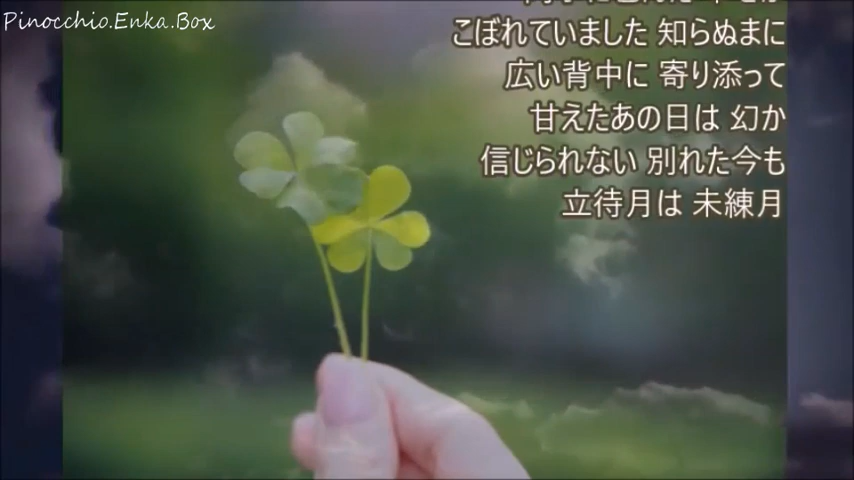 Pinocchio.Enka.Box
こぼれていました 知らぬまに
広い背中に 寄り添って
甘えたあの日は 幻か
信じられない 別れた今も
立待月は 未練月